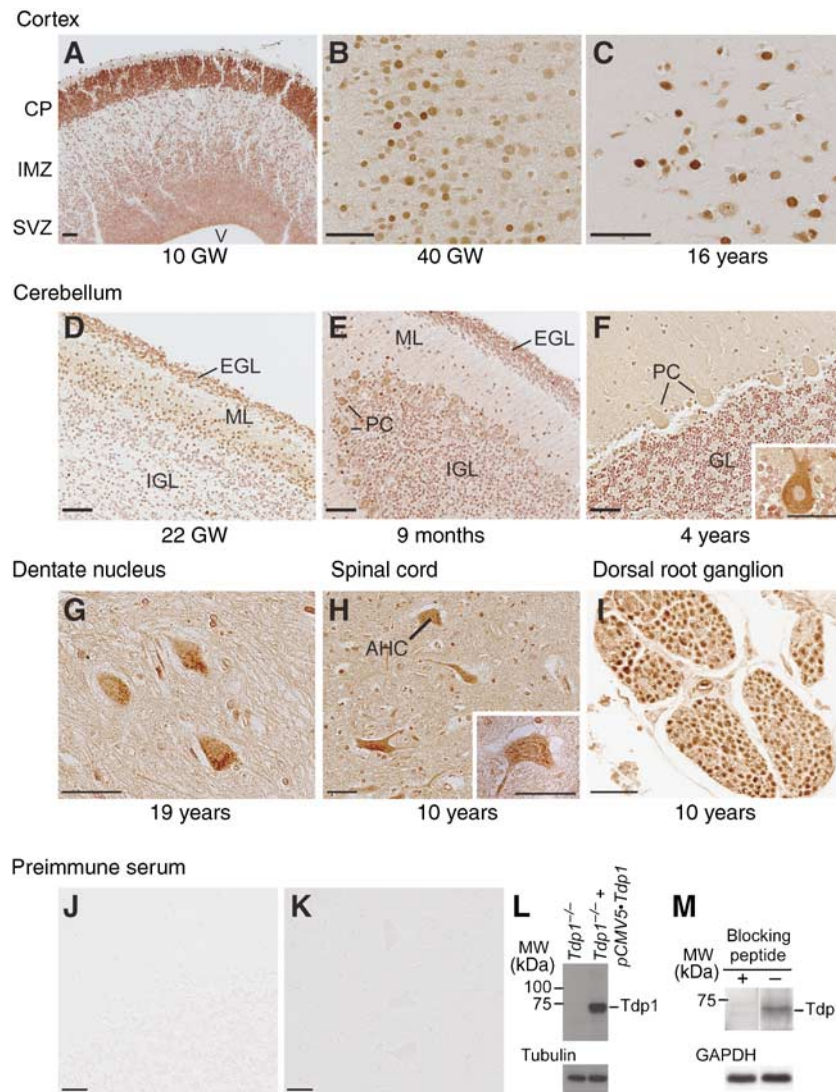 Cortex
A
B
C
CP
IMZ
SVZ
V
10 GW
40 GW
16 years
Cerebellum
D
E
F
EGL
ML
IGL
ML
EGL
PC
IGL
PC
GL
22 GW
9 months
4 years
Dentate nucleus
Spinal cord
Dorsal root ganglion
G
H
I
AHC
19 years
10 years
10 years
Preimmune serum
J
K
L
M
Tdp1–/–
Tdp1–/– +
pCMV5•Tdp1
MW
(kDa)
100
75
–Tdp1
Tubulin
Blocking
peptide
MW
(kDa)
+ –
75
–Tdp
GAPDH